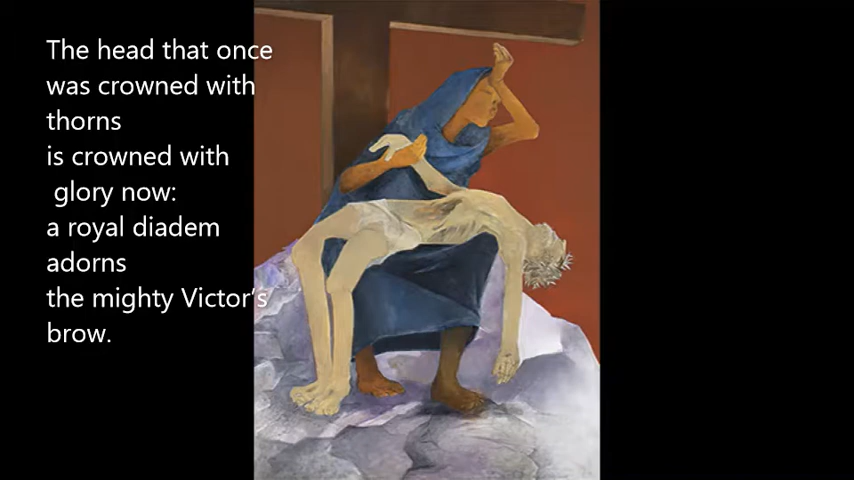 The head that once
was crowned with
thorns
is crowned with
glory now:
a royal diadem
adorns
the mighty Victor's
brow.